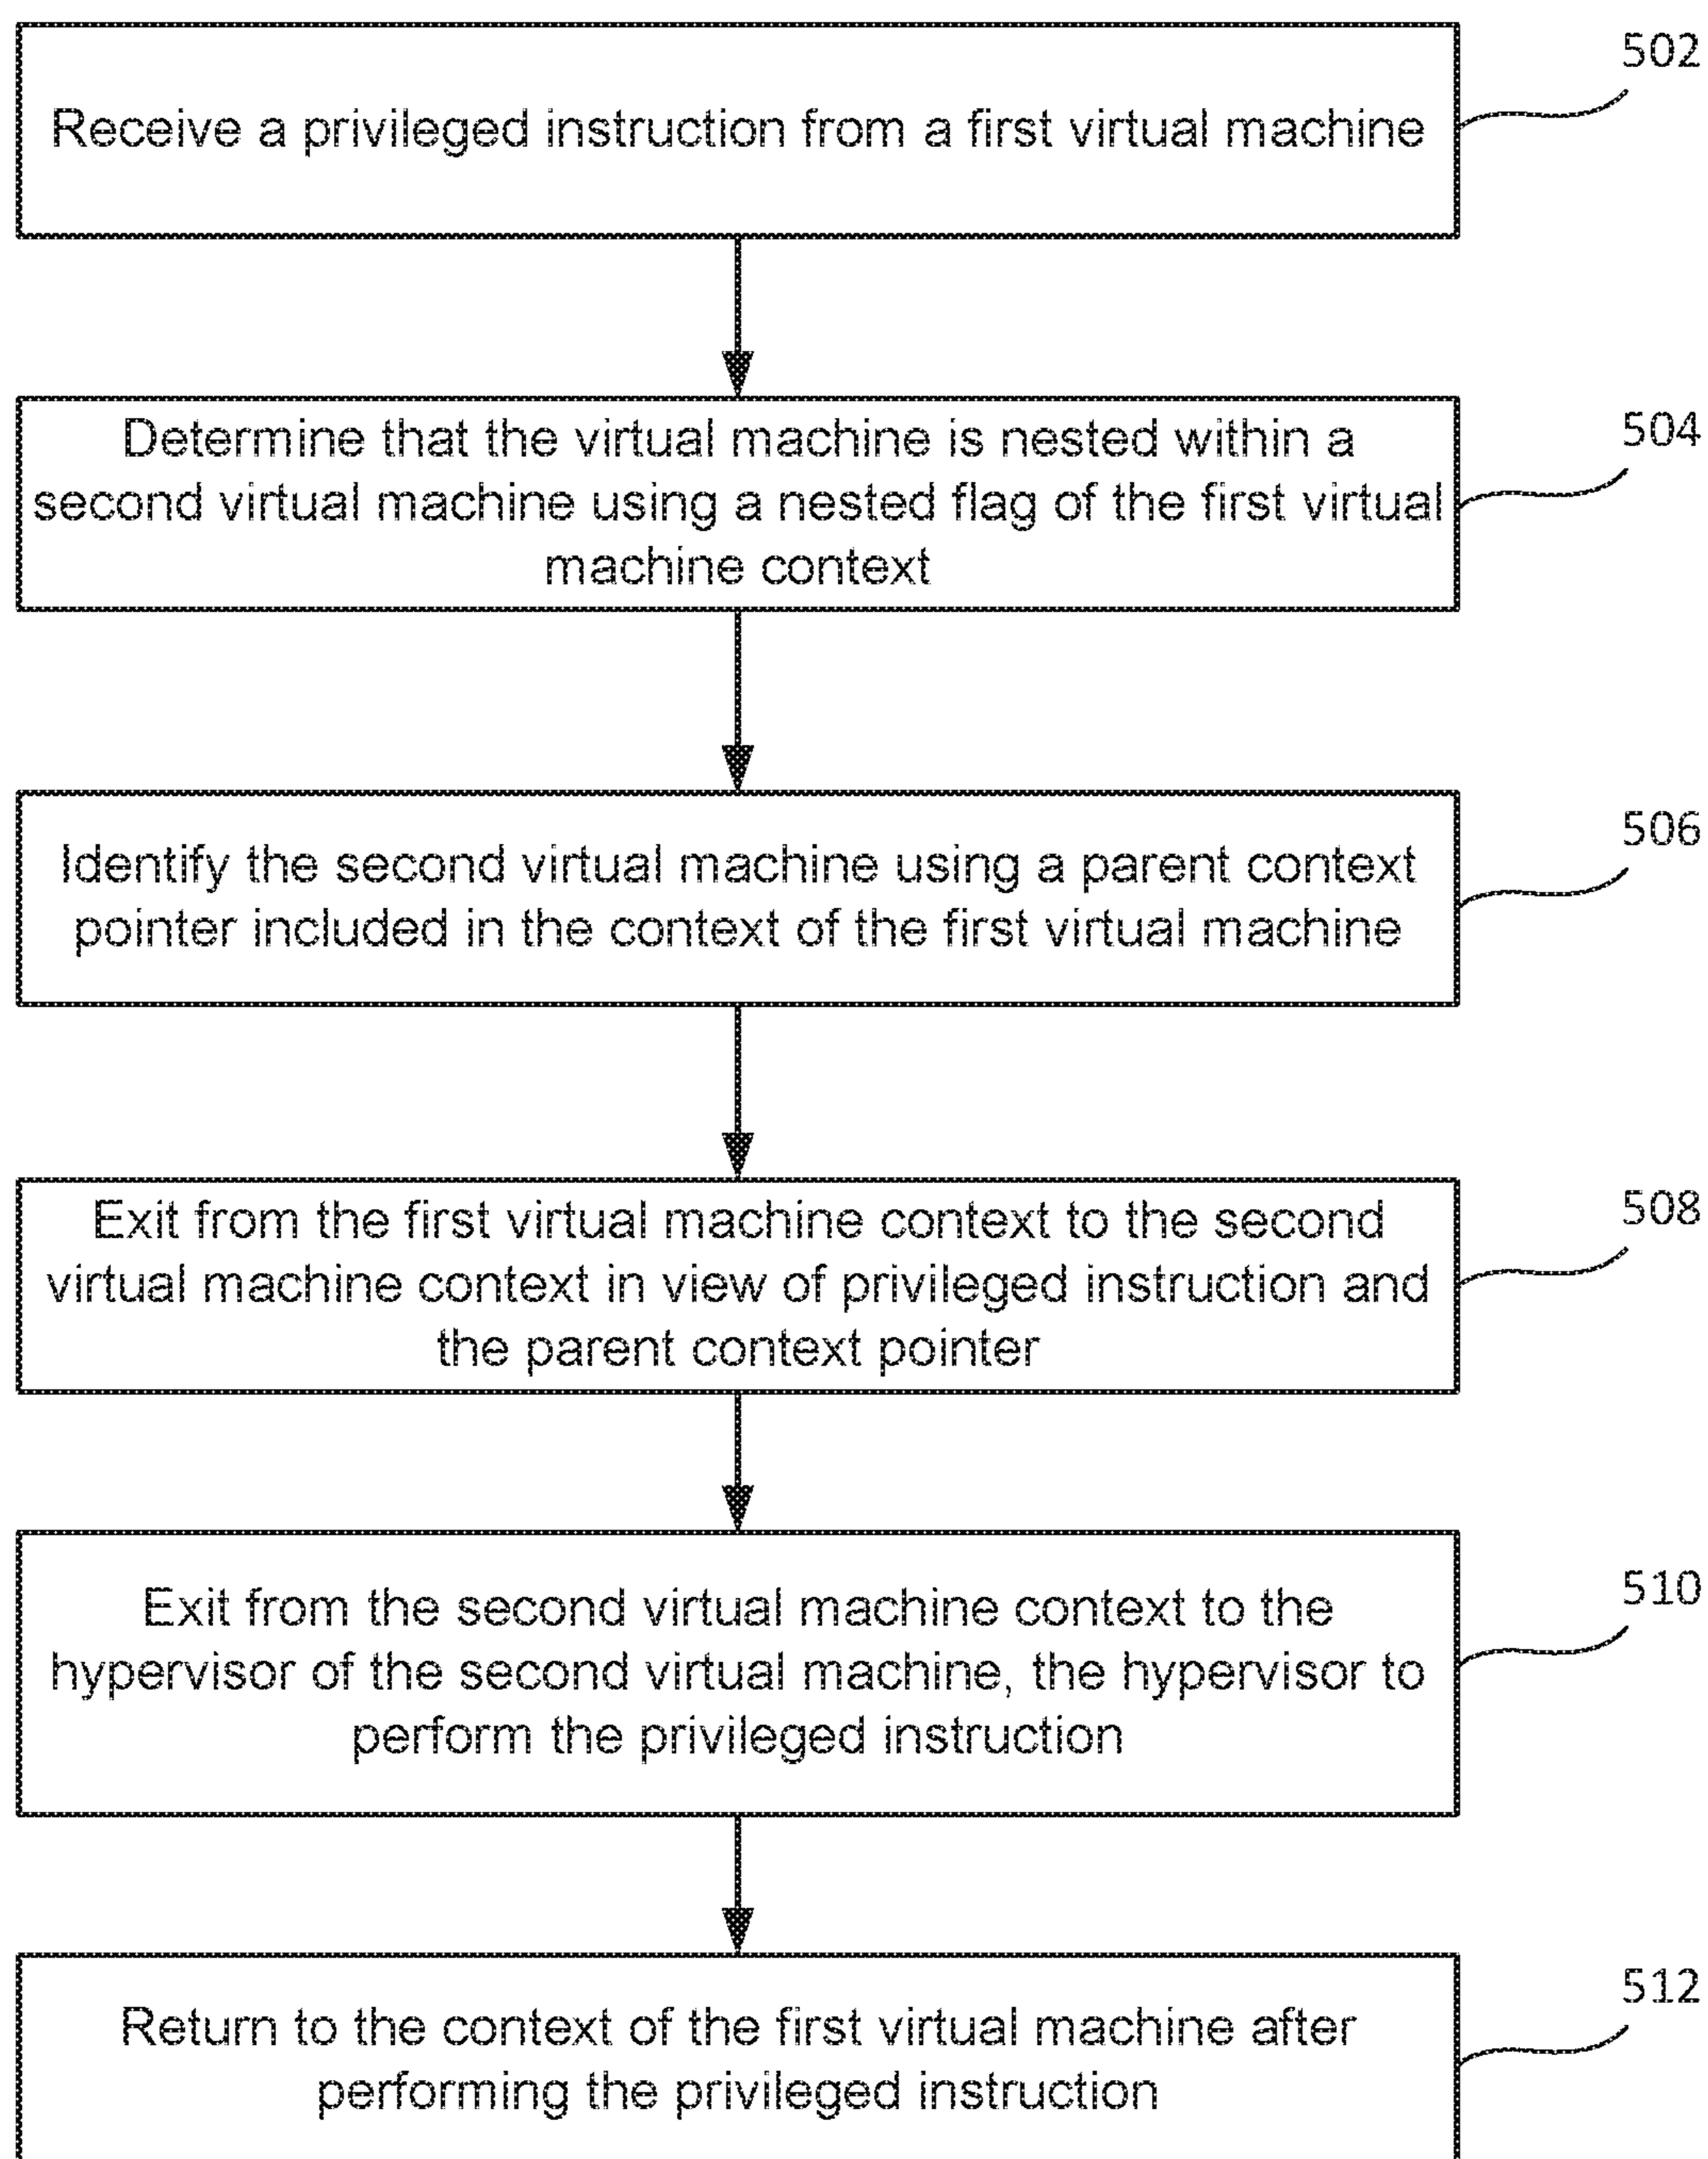 502
Receive a privileged instruction from a first virtual machine
504
Determine that the virtual machine is nested within a
second virtual machine using a nested flag of the first virtual
machine context
506
Identify the second virtual machine using a parent context
pointer included in the context of the first virtual machine
508
Exit from the first virtual machine context to the second
virtual machine context in view of privileged instruction and
the parent context pointer
510
Exit from the second virtual machine context to the
hypervisor of the second virtual machine, the hypervisor to
perform the privileged instruction
512
Return to the context of the first virtual machine after
performing the privileged instruction